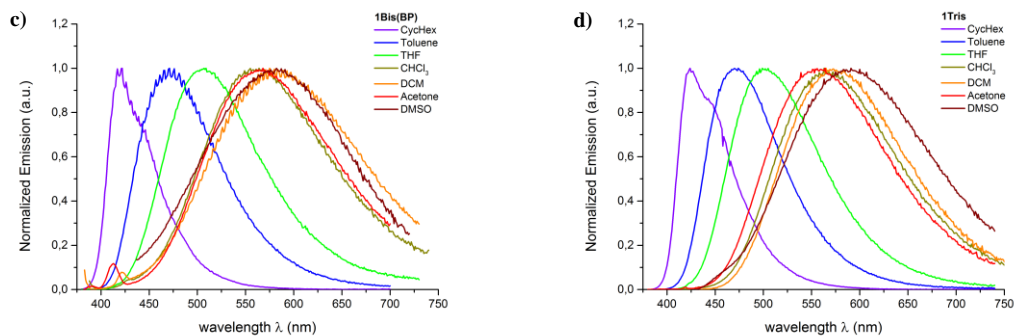 c)
1Bis(BP)
CycHex
Toluene
THF
CHCl₃
DCM
Acetone
DMSO
Normalized Emission (a.u.)
1,2
1,0
0,8
0,6
0,4
0,2
0,0
400 450 500 550 600 650 700 750
wavelength λ (nm)
d)
1Tris
CycHex
Toluene
THF
CHCl₃
DCM
Acetone
DMSO
Normalized Emission (a.u.)
1,2
1,0
0,8
0,6
0,4
0,2
0,0
400 450 500 550 600 650 700 750
wavelength λ (nm)